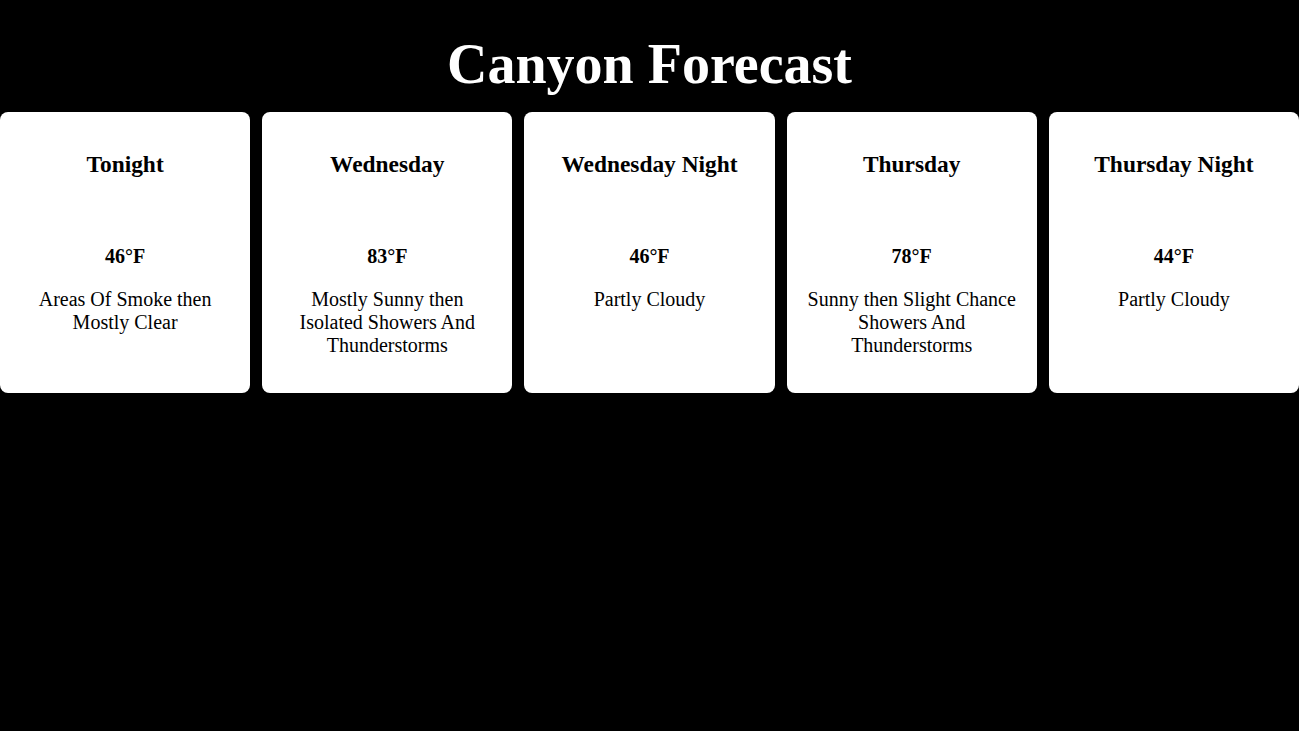 Canyon Forecast
Tonight
46°F
Areas Of Smoke then
Mostly Clear
Wednesday
83°F
Mostly Sunny then
Isolated Showers And
Thunderstorms
Wednesday Night
46°F
Partly Cloudy
Thursday
78°F
Sunny then Slight Chance
Showers And
Thunderstorms
Thursday Night
44°F
Partly Cloudy